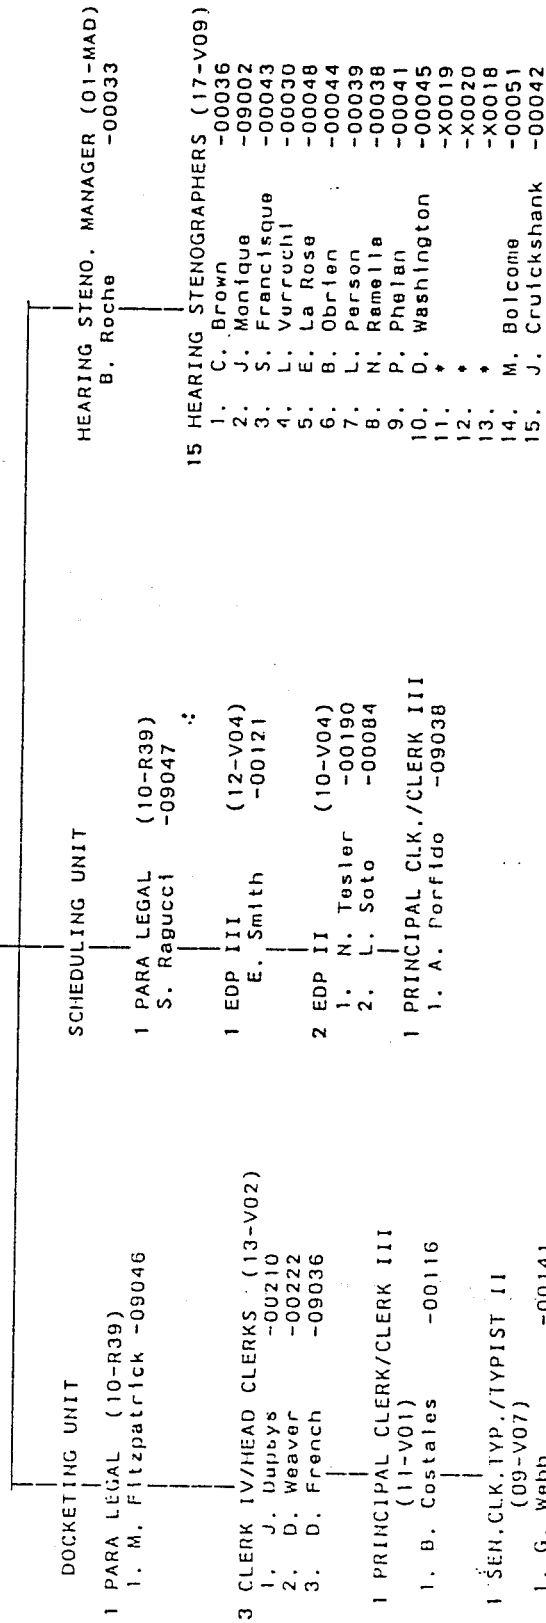 DOCKETING UNIT
1 PARA LEGAL (10-R39)
1. M. Fitzpatrick -09046
3 CLERK IV/HEAD CLERKS (13-V02)
1. J. Dupsys -00210
2. D. Weaver -00222
3. D. French -09036
1 PRINCIPAL CLERK/CLERK III
(11-V01)
1. B. Costales -00116
1 SEN.CLK.TYP./TYPIST II
(09-V07)
1. G. Webb -00141
SCHEDULING UNIT
1 PARA LEGAL (10-R39)
S. Ragucci -09047
1 EDP III (12-V04)
E. Smith -00121
2 EDP II (10-V04)
1. N. Tesler -00190
2. L. Soto -00084
1 PRINCIPAL CLK./CLERK III
1. A. Porfido -09038
HEARING STENO. MANAGER (01-MAD)
B. Roche -00033
15 HEARING STENOGRAPHERS (17-V09)
1. C. Brown -00036
2. J. Monique -09002
3. S. Francisque -00043
4. L. Verrochi -00030
5. E. La Rose -00048
6. B. Obrien -00044
7. L. Person -00039
8. N. Ramella -00038
9. P. Phelan -00041
10. D. Washington -00045
11. * -X0019
12. * -X0020
13. * -X0018
14. M. Bolcome -00051
15. J. Cruickshank -00042